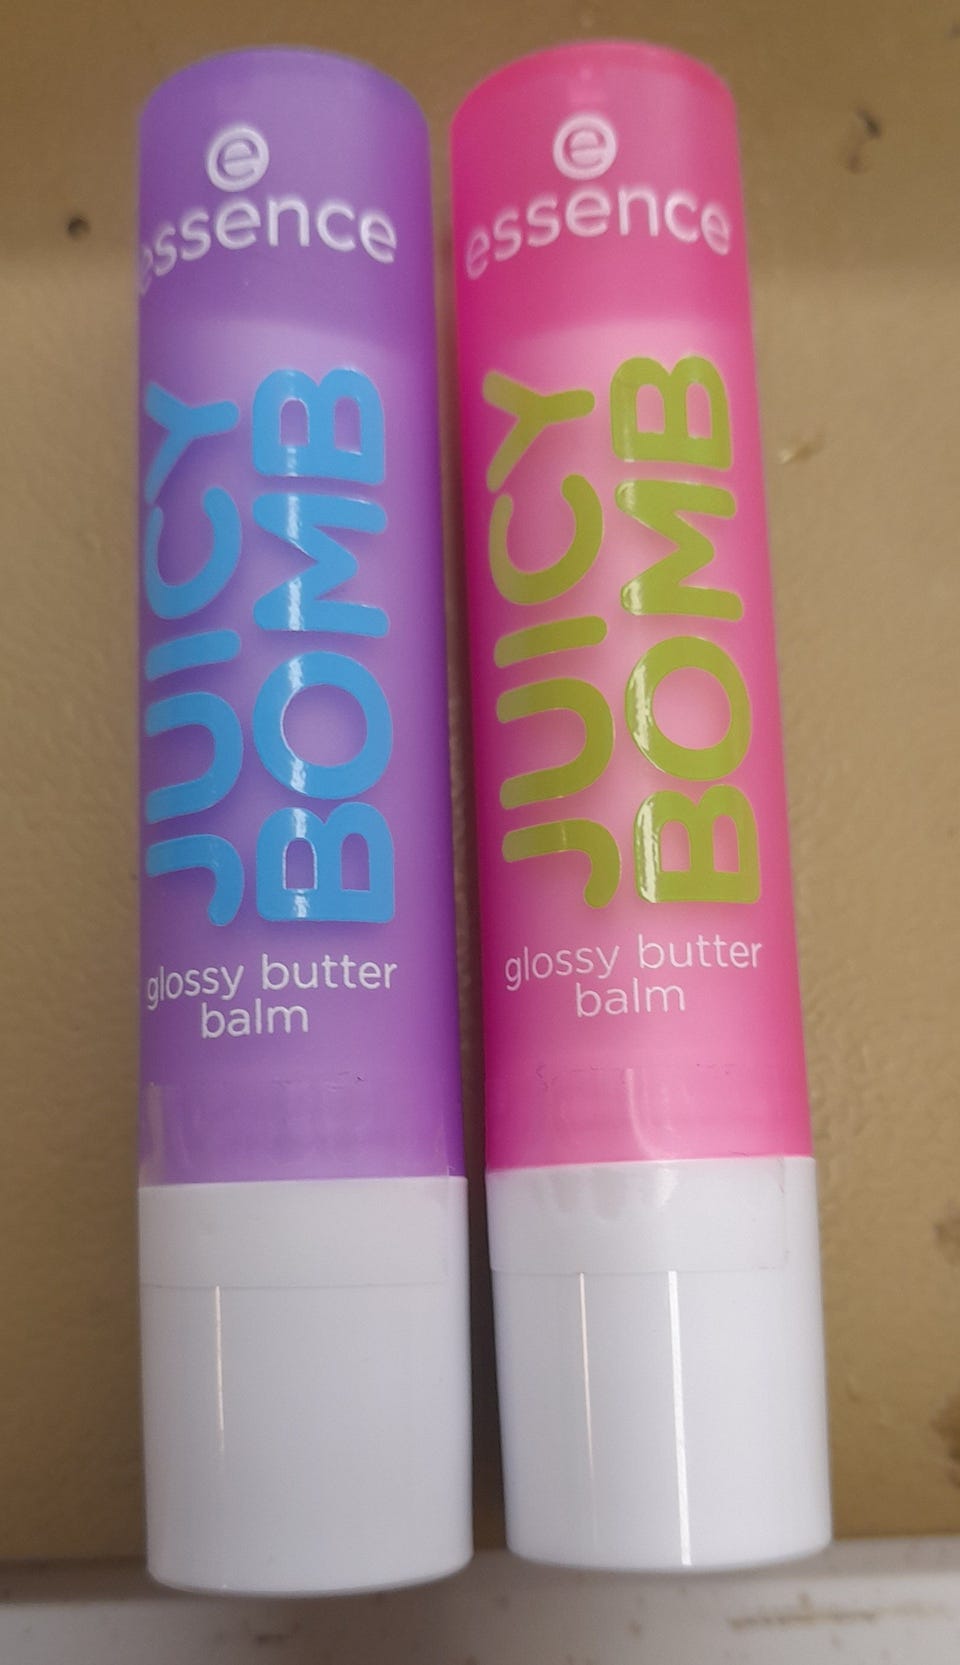 e
essence
JUICY
BOMB
glossy butter
balm
e
essence
JUICY
BOMB
glossy butter
balm